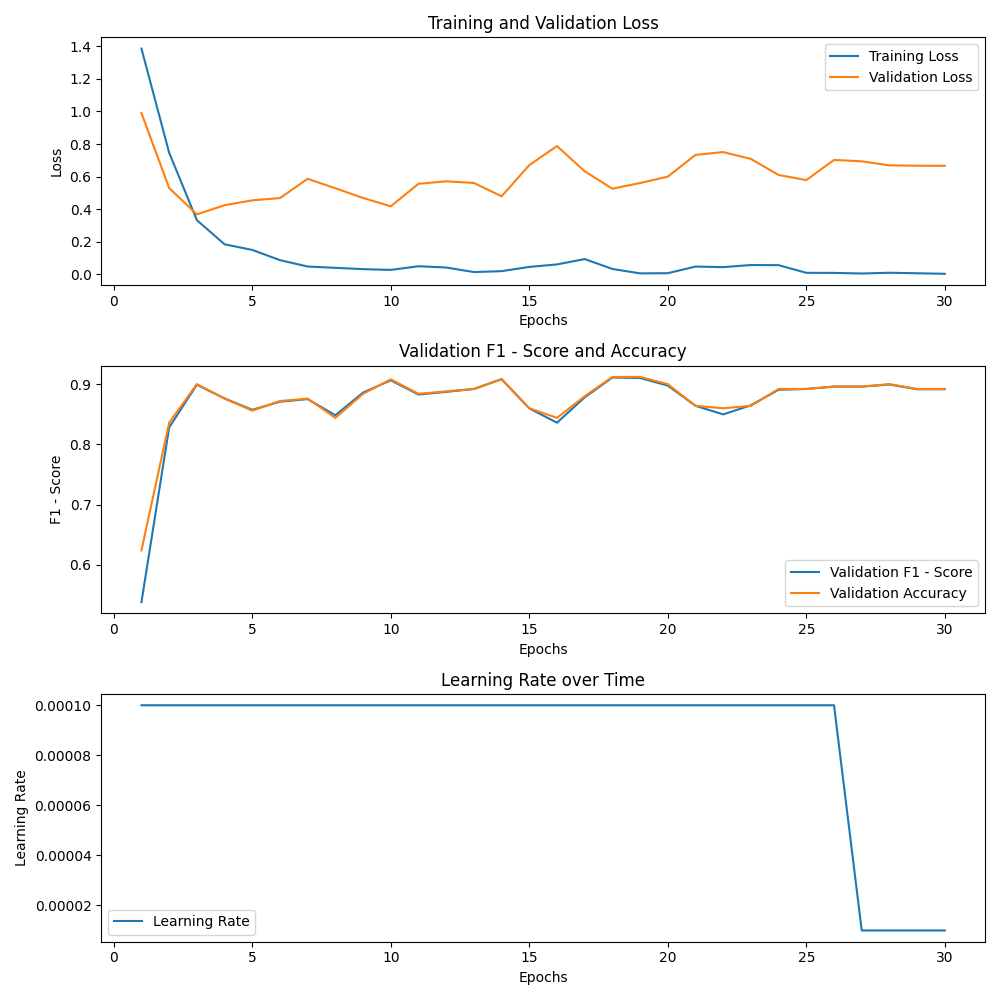 Training and Validation Loss
1.4
1.2
1.0
0.8
0.6
0.4
0.2
0.0
Loss
Training Loss
Validation Loss
0 5 10 15 20 25 30
Epochs
Validation F1 - Score and Accuracy
0.9
0.8
0.7
0.6
F1 - Score
Validation F1 - Score
Validation Accuracy
0 5 10 15 20 25 30
Epochs
Learning Rate over Time
0.00010
0.00008
0.00006
0.00004
0.00002
Learning Rate
Learning Rate
0 5 10 15 20 25 30
Epochs